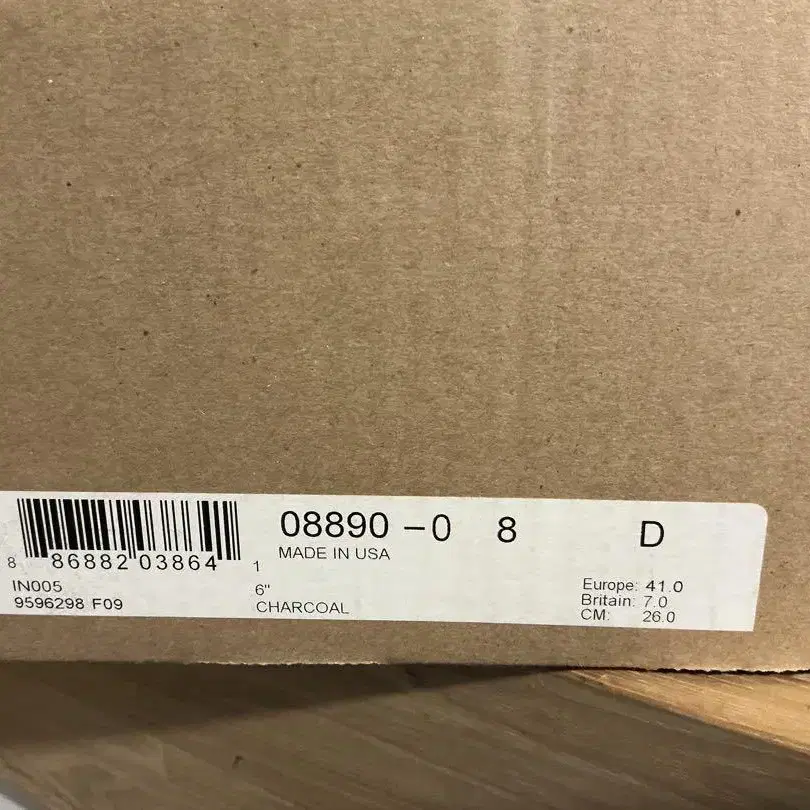 08890 -0 8 D
MADE IN USA
8 86882 03864 1
IN005
9596298 F09
6"
CHARCOAL
Europe: 41.0
Britain: 7.0
CM: 26.0